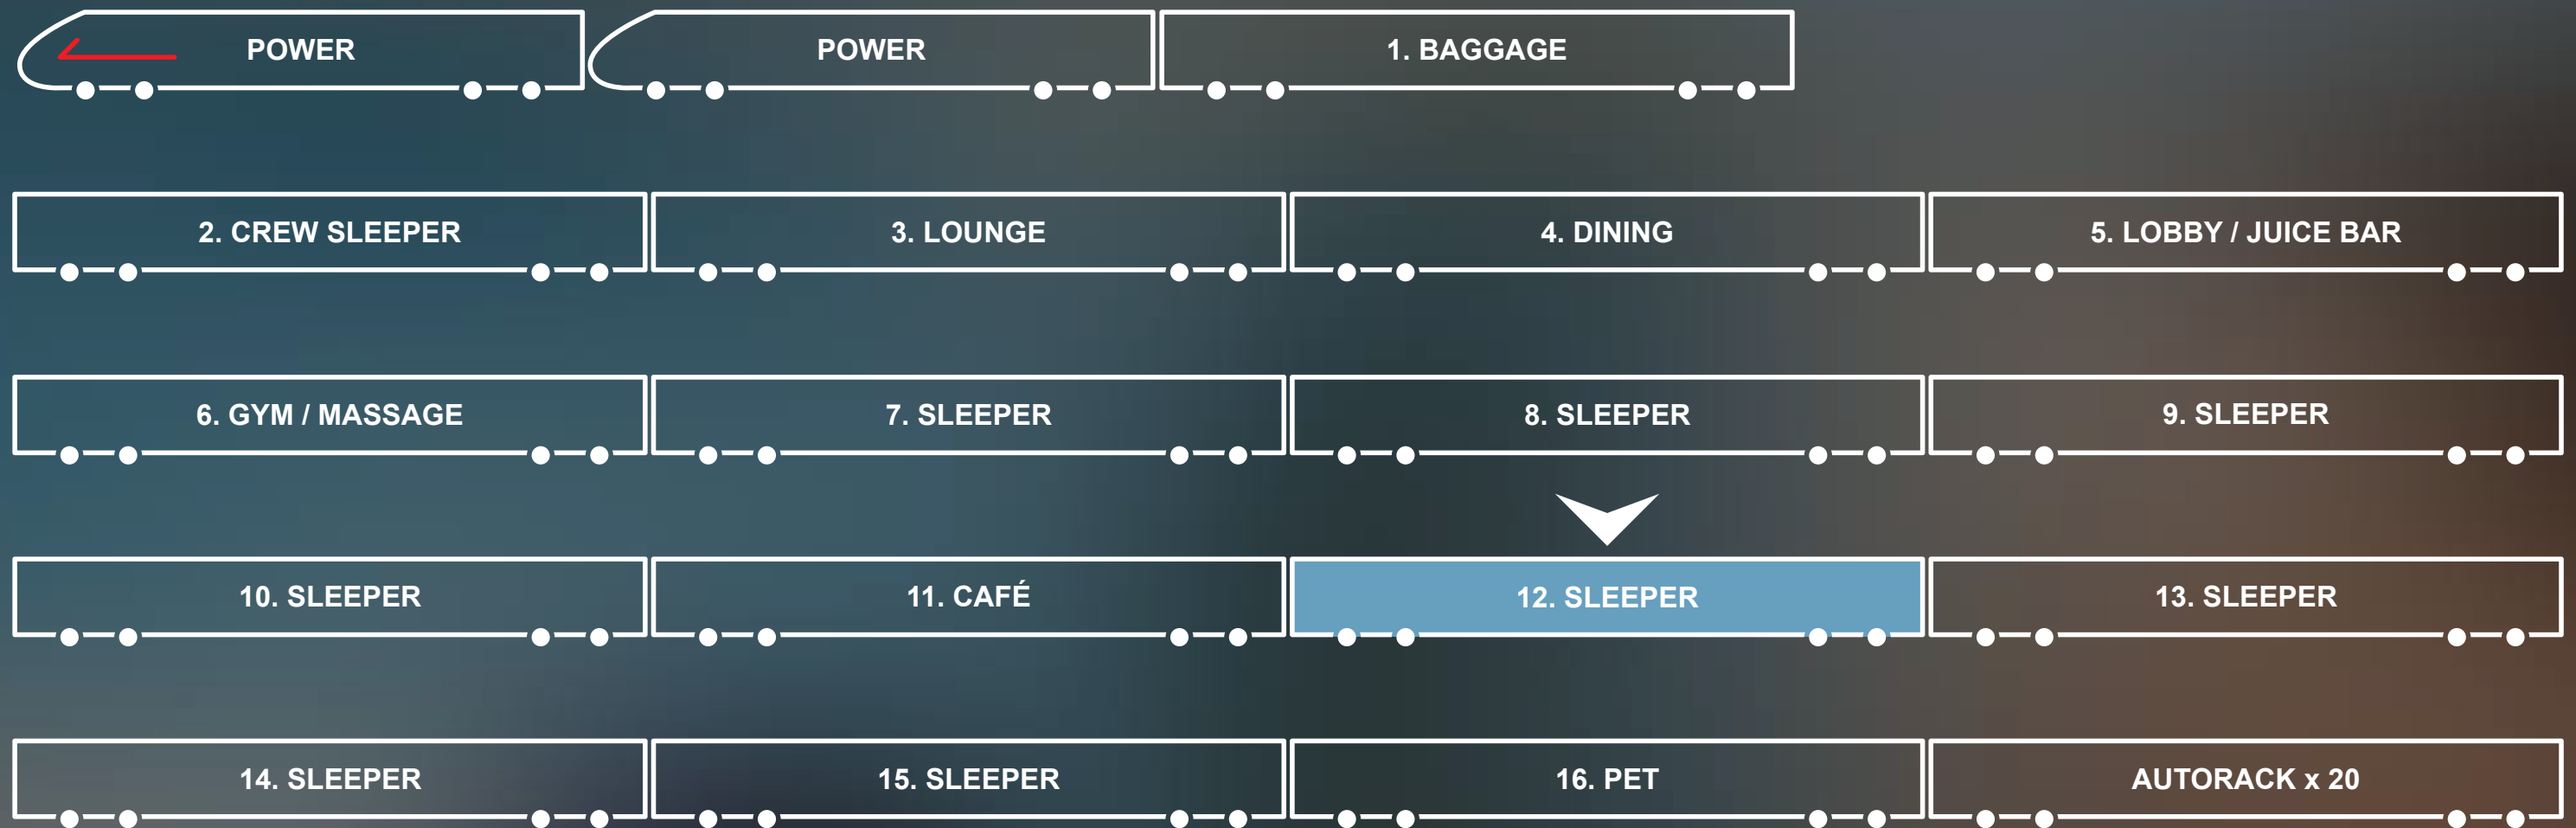 POWER
POWER
1. BAGGAGE
2. CREW SLEEPER
3. LOUNGE
4. DINING
5. LOBBY / JUICE BAR
6. GYM / MASSAGE
7. SLEEPER
8. SLEEPER
9. SLEEPER
10. SLEEPER
11. CAFÉ
12. SLEEPER
13. SLEEPER
14. SLEEPER
15. SLEEPER
16. PET
AUTORACK x 20